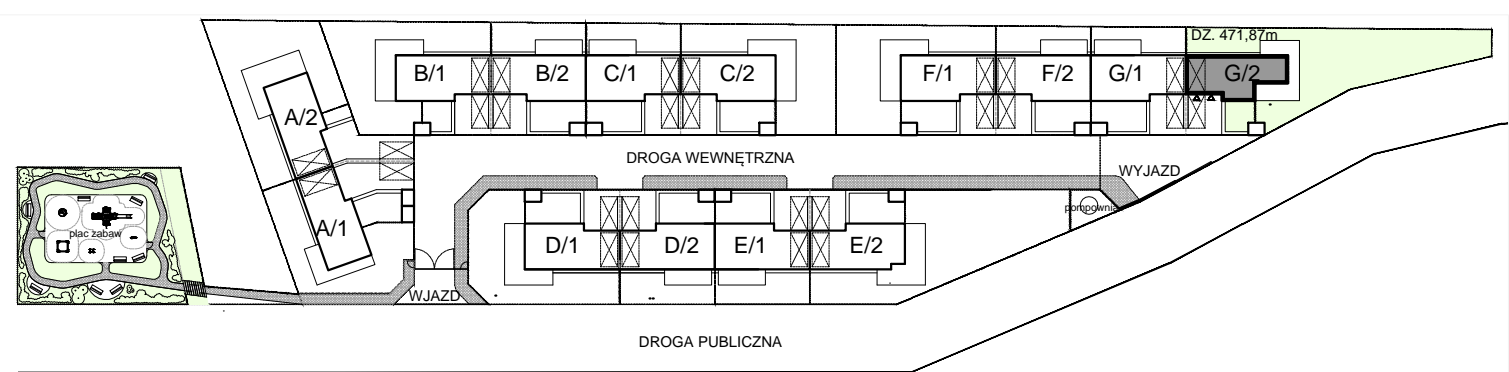 DZ. 471,87m
B/1 B/2 C/1 C/2 F/1 F/2 G/1 G/2
A/2
DROGA WEWNĘTRZNA
WYJAZD
pompownia
plac zabaw
A/1
D/1 D/2 E/1 E/2
WJAZD
DROGA PUBLICZNA